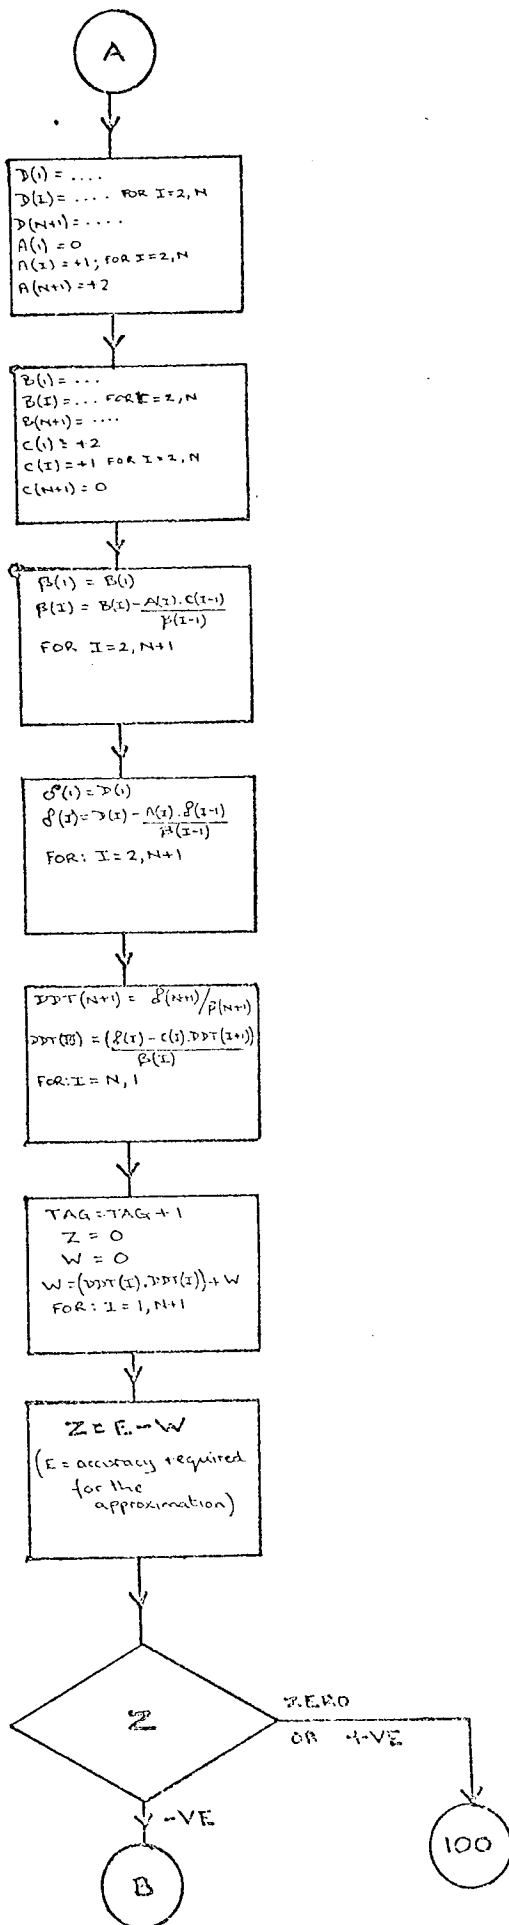 A
D(1) = ....
D(I) = .... FOR I=2,N
D(N+1) = ....
A(1) = 0
A(I) = +1; FOR I=2,N
A(N+1) = +2
B(1) = ...
B(I) = ... FOR I=2,N
B(N+1) = ....
C(1) = +2
C(I) = +1 FOR I=2,N
C(N+1) = 0
β(1) = B(1)
β(I) = B(I) - A(I).C(I-1)
β(I-1)
FOR I=2,N+1
δ(1) = D(1)
δ(I) = D(I) - A(I).δ(I-1)
β(I-1)
FOR: I=2,N+1
DDT(N+1) = δ(N+1)/β(N+1)
DDT(I) = (δ(I) - C(I).DDT(I+1))
β(I)
FOR: I = N,1
TAG = TAG + 1
Z = 0
W = 0
W = (DDT(I).DDT(I)) + W
FOR: I=1,N+1
Z = E - W
(E = accuracy required
for the
approximation)
Z
ZERO
OR +VE
-VE
100
B